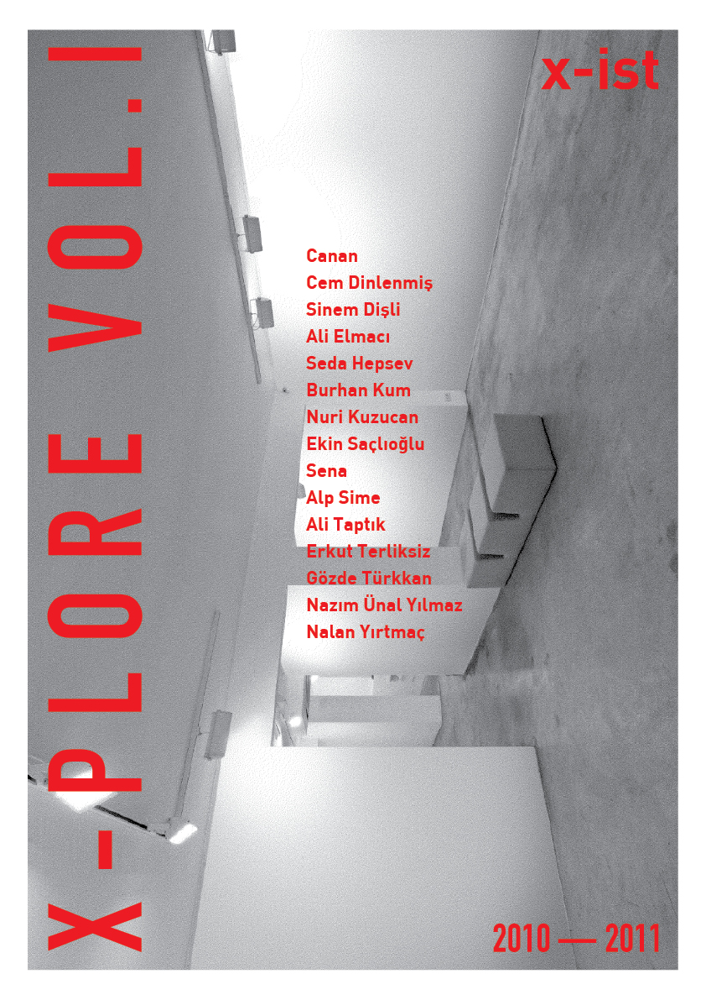 X-PLORE VOL.I
x-ist
Canan
Cem Dinlenmiş
Sinem Dişli
Ali Elmacı
Seda Hepsev
Burhan Kum
Nuri Kuzucan
Ekin Saçlıoğlu
Sena
Alp Sime
Ali Taptık
Erkut Terliksiz
Gözde Türkkan
Nazım Ünal Yılmaz
Nalan Yırtmaç
2010 — 2011